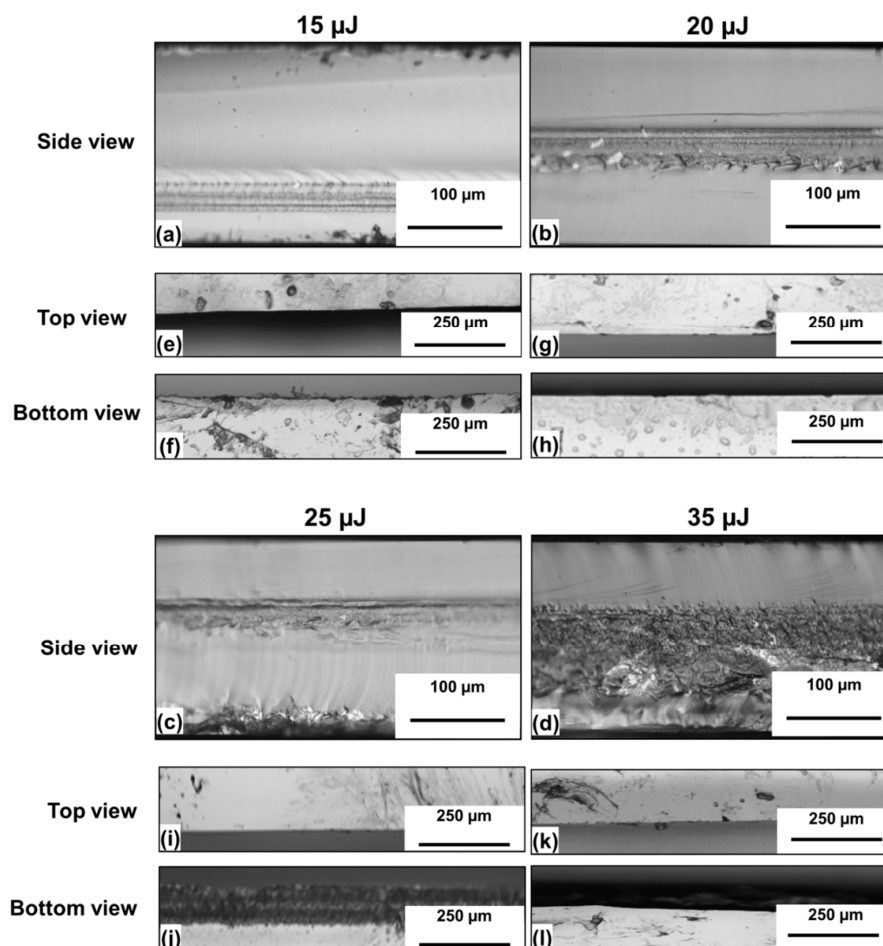 15 µJ 20 µJ
Side view
100 µm 100 µm
(a) (b)
Top view
250 µm 250 µm
(e) (g)
Bottom view
250 µm 250 µm
(f) (h)
25 µJ 35 µJ
Side view
100 µm 100 µm
(c) (d)
Top view
250 µm 250 µm
(i) (k)
Bottom view
250 µm 250 µm
(j) (l)